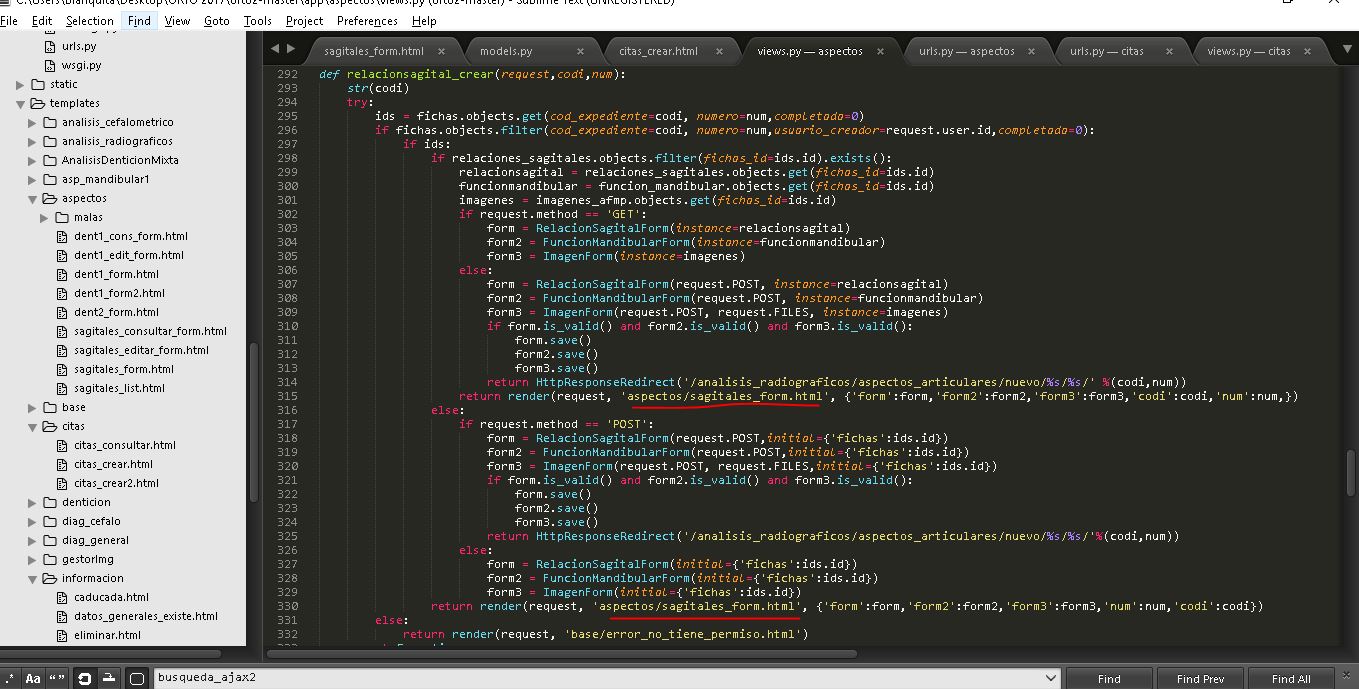 C:\Users\Blanquita\Desktop\ORTO 2017\orto2-master\app\aspectos\views.py (orto2-master) - Sublime Text (UNREGISTERED)
File Edit Selection Find View Goto Tools Project Preferences Help
urls.py
wsgi.py
static
templates
analisis_cefalometrico
analisis_radiograficos
AnalisisDenticionMixta
asp_mandibular1
aspectos
malas
dent1_cons_form.html
dent1_edit_form.html
dent1_form.html
dent1_form2.html
dent2_form.html
sagitales_consultar_form.html
sagitales_editar_form.html
sagitales_form.html
sagitales_list.html
base
citas
citas_consultar.html
citas_crear.html
citas_crear2.html
denticion
diag_cefalo
diag_general
gestorImg
informacion
caducada.html
datos_generales_existe.html
eliminar.html
sagitales_form.html × models.py × citas_crear.html × views.py — aspectos × urls.py — aspectos × urls.py — citas × views.py — citas ×
292 def relacionsagital_crear(request,codi,num):
293 str(codi)
294 try:
295 ids = fichas.objects.get(cod_expediente=codi, numero=num,completada=0)
296 if fichas.objects.filter(cod_expediente=codi, numero=num,usuario_creador=request.user.id,completada=0):
297 if ids:
298 if relaciones_sagitales.objects.filter(fichas_id=ids.id).exists():
299 relacionsagital = relaciones_sagitales.objects.get(fichas_id=ids.id)
300 funcionmandibular = funcion_mandibular.objects.get(fichas_id=ids.id)
301 imagenes = imagenes_afmp.objects.get(fichas_id=ids.id)
302 if request.method == 'GET':
303 form = RelacionSagitalForm(instance=relacionsagital)
304 form2 = FuncionMandibularForm(instance=funcionmandibular)
305 form3 = ImagenForm(instance=imagenes)
306 else:
307 form = RelacionSagitalForm(request.POST, instance=relacionsagital)
308 form2 = FuncionMandibularForm(request.POST, instance=funcionmandibular)
309 form3 = ImagenForm(request.POST, request.FILES, instance=imagenes)
310 if form.is_valid() and form2.is_valid() and form3.is_valid():
311 form.save()
312 form2.save()
313 form3.save()
314 return HttpResponseRedirect('/analisis_radiograficos/aspectos_articulares/nuevo/%s/%s/' %(codi,num))
315 return render(request, 'aspectos/sagitales_form.html', {'form':form,'form2':form2,'form3':form3,'codi':codi,'num':num,})
316 else:
317 if request.method == 'POST':
318 form = RelacionSagitalForm(request.POST,initial={'fichas':ids.id})
319 form2 = FuncionMandibularForm(request.POST,initial={'fichas':ids.id})
320 form3 = ImagenForm(request.POST, request.FILES,initial={'fichas':ids.id})
321 if form.is_valid() and form2.is_valid() and form3.is_valid():
322 form.save()
323 form2.save()
324 form3.save()
325 return HttpResponseRedirect('/analisis_radiograficos/aspectos_articulares/nuevo/%s/%s/'%(codi,num))
326 else:
327 form = RelacionSagitalForm(initial={'fichas':ids.id})
328 form2 = FuncionMandibularForm(initial={'fichas':ids.id})
329 form3 = ImagenForm(initial={'fichas':ids.id})
330 return render(request, 'aspectos/sagitales_form.html', {'form':form,'form2':form2,'form3':form3,'num':num,'codi':codi})
331 else:
332 return render(request, 'base/error_no_tiene_permiso.html')
.* Aa “” busqueda_ajax2 Find Find Prev Find All ×